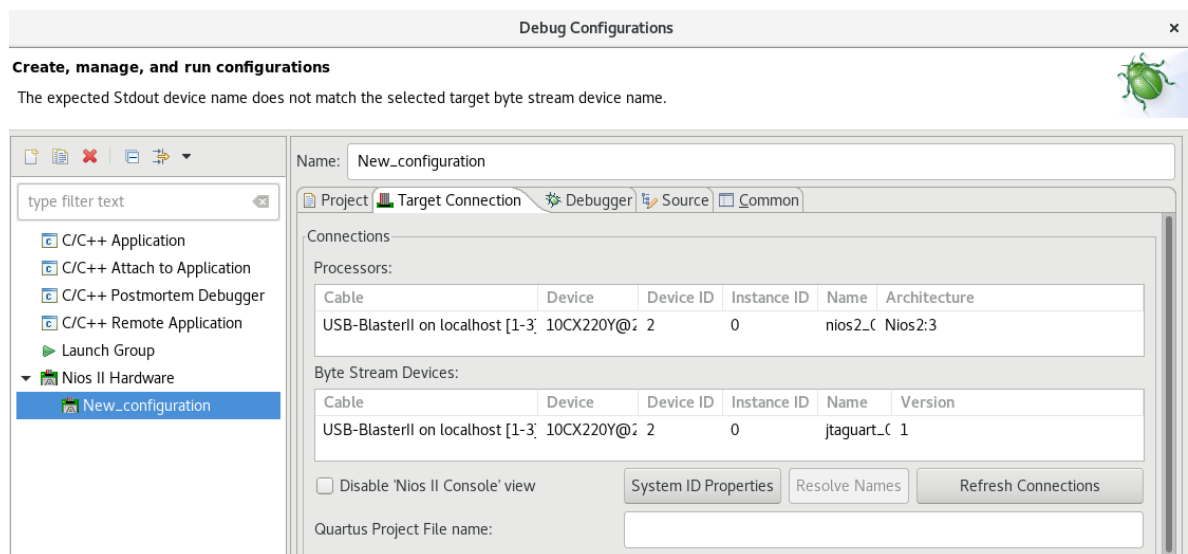 Debug Configurations
Create, manage, and run configurations
The expected Stdout device name does not match the selected target byte stream device name.
Name: New_configuration
type filter text
C/C++ Application
C/C++ Attach to Application
C/C++ Postmortem Debugger
C/C++ Remote Application
Launch Group
Nios II Hardware
New_configuration
Project Target Connection Debugger Source Common
Connections
Processors:
Cable Device Device ID Instance ID Name Architecture
USB-BlasterII on localhost [1-3] 10CX220Y@2 2 0 nios2_0 Nios2:3
Byte Stream Devices:
Cable Device Device ID Instance ID Name Version
USB-BlasterII on localhost [1-3] 10CX220Y@2 2 0 jtaguart_0 1
Disable 'Nios II Console' view System ID Properties Resolve Names Refresh Connections
Quartus Project File name: